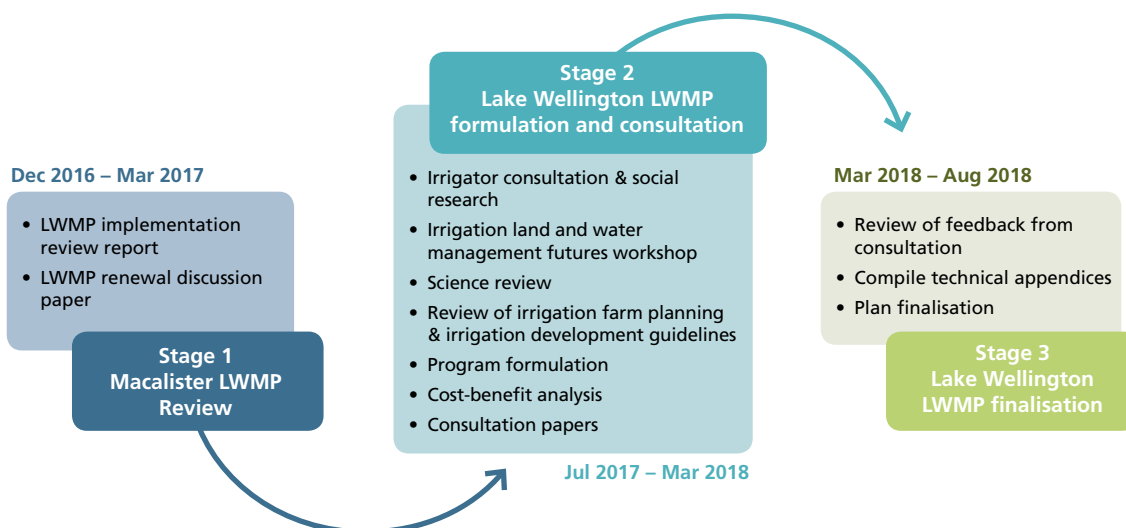 Dec 2016 – Mar 2017
• LWMP implementation
review report
• LWMP renewal discussion
paper
Stage 1
Macalister LWMP
Review
Stage 2
Lake Wellington LWMP
formulation and consultation
• Irrigator consultation & social
research
• Irrigation land and water
management futures workshop
• Science review
• Review of irrigation farm planning
& irrigation development guidelines
• Program formulation
• Cost-benefit analysis
• Consultation papers
Jul 2017 – Mar 2018
Mar 2018 – Aug 2018
• Review of feedback from
consultation
• Compile technical appendices
• Plan finalisation
Stage 3
Lake Wellington
LWMP finalisation